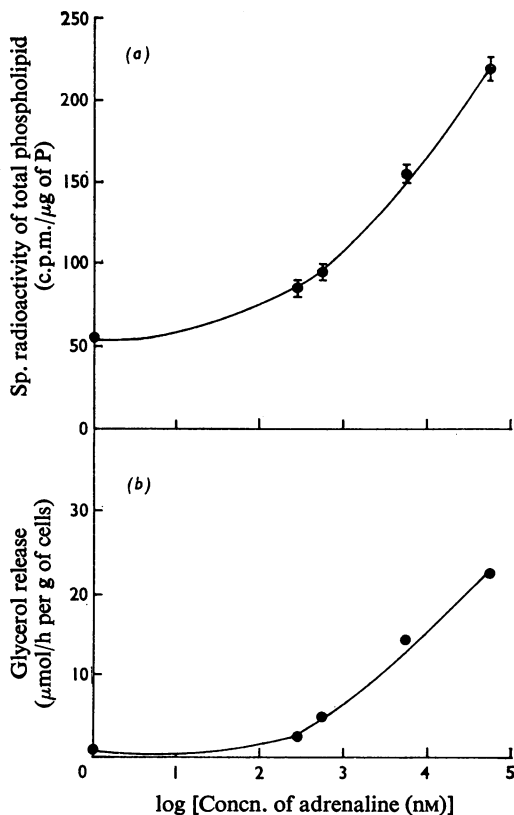 (a)
Sp. radioactivity of total phospholipid
(c.p.m./μg of P)
250
200
150
100
50
0
(b)
Glycerol release
(μmol/h per g of cells)
30
20
10
0
1
2
3
4
5
log [Concn. of adrenaline (nM)]